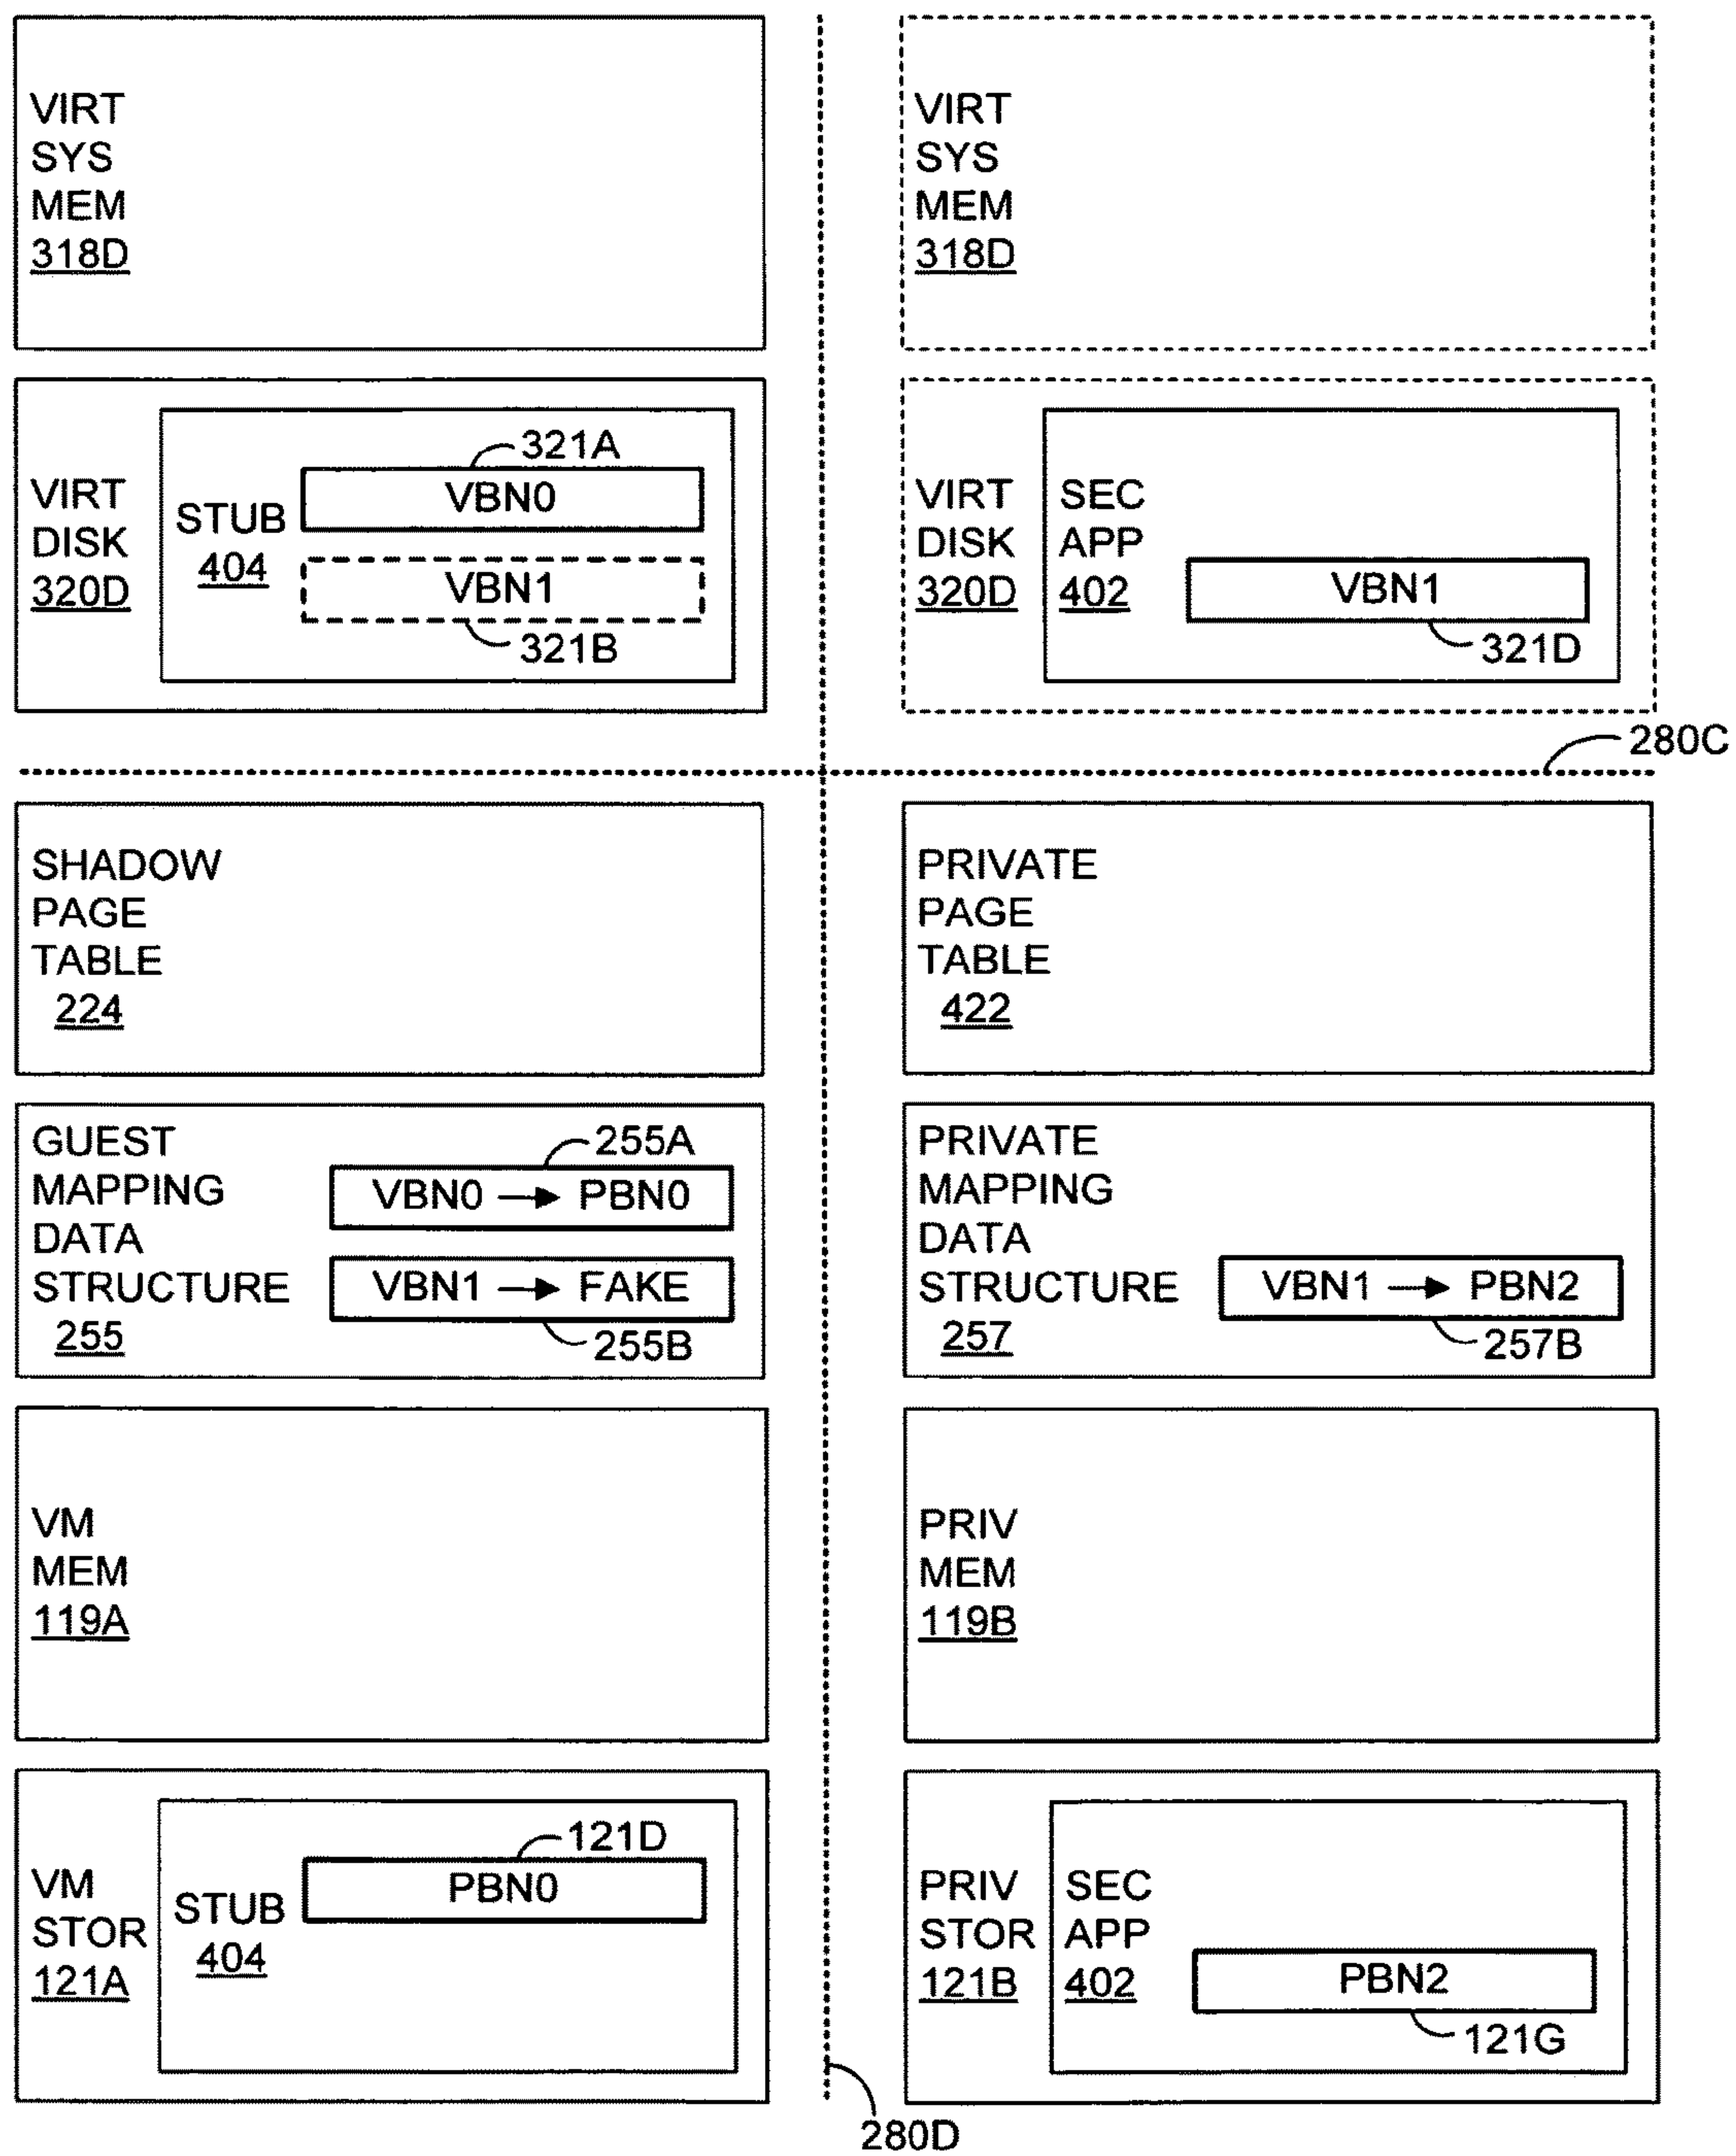 VIRT
SYS
MEM
318D
VIRT
SYS
MEM
318D
VIRT
DISK
320D
STUB
404
321A
VBN0
VBN1
321B
VIRT
DISK
320D
SEC
APP
402
VBN1
321D
280C
SHADOW
PAGE
TABLE
224
PRIVATE
PAGE
TABLE
422
GUEST
MAPPING
DATA
STRUCTURE
255
255A
VBN0 → PBN0
VBN1 → FAKE
255B
PRIVATE
MAPPING
DATA
STRUCTURE
257
VBN1 → PBN2
257B
VM
MEM
119A
PRIV
MEM
119B
VM
STOR
121A
STUB
404
121D
PBN0
PRIV
STOR
121B
SEC
APP
402
PBN2
121G
280D